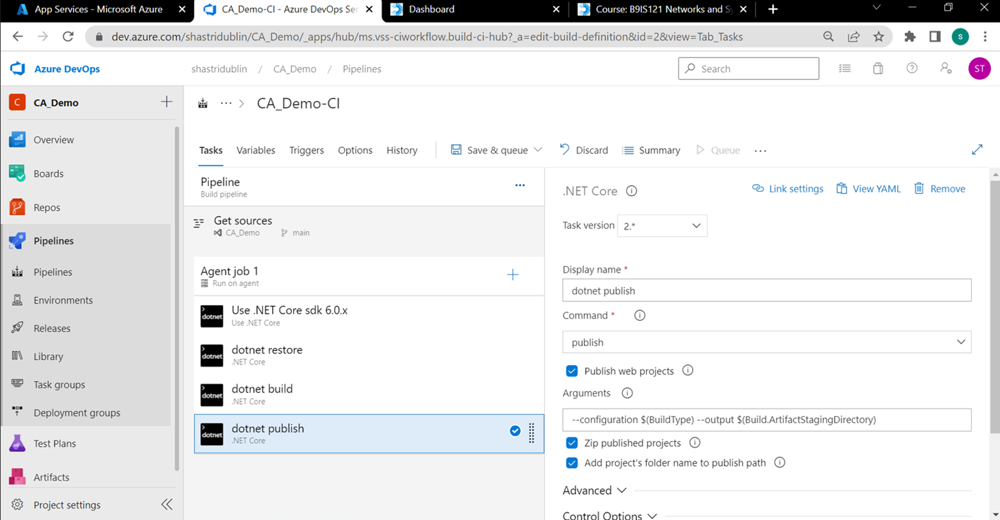 App Services - Microsoft Azure
CA_Demo-CI - Azure DevOps Ser
Dashboard
Course: B9IS121 Networks and Sy
dev.azure.com/shastridublin/CA_Demo/_apps/hub/ms.vss-ciworkflow.build-ci-hub?_a=edit-build-definition&id=2&view=Tab_Tasks
s
Azure DevOps
shastridublin / CA_Demo / Pipelines
Search
ST
C CA_Demo
Overview
Boards
Repos
Pipelines
Pipelines
Environments
Releases
Library
Task groups
Deployment groups
Test Plans
Artifacts
Project settings
··· > CA_Demo-CI
Tasks Variables Triggers Options History Save & queue Discard Summary Queue ...
Pipeline ...
Build pipeline
Get sources
CA_Demo main
Agent job 1
Run on agent
dotnet Use .NET Core sdk 6.0.x
Use .NET Core
dotnet dotnet restore
.NET Core
dotnet dotnet build
.NET Core
dotnet dotnet publish
.NET Core
.NET Core
Link settings View YAML Remove
Task version 2.*
Display name *
dotnet publish
Command *
publish
Publish web projects
Arguments
--configuration $(BuildType) --output $(Build.ArtifactStagingDirectory)
Zip published projects
Add project's folder name to publish path
Advanced
Control Options